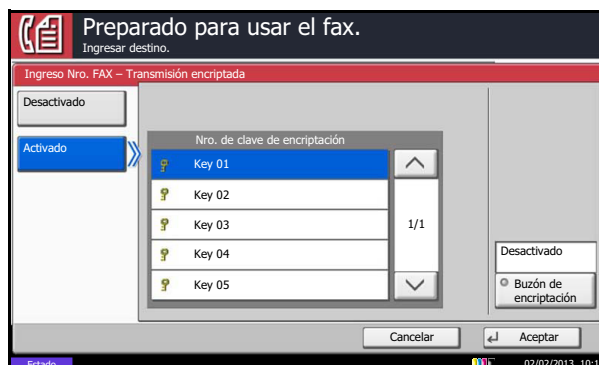 Preparado para usar el fax.
Ingresar destino.
Ingreso Nro. FAX – Transmisión encriptada
Desactivado
Activado
Nro. de clave de encriptación
Key 01
Key 02
Key 03
Key 04
Key 05
1/1
Desactivado
Buzón de
encriptación
Cancelar
Aceptar
Estado
02/02/2013 10:1